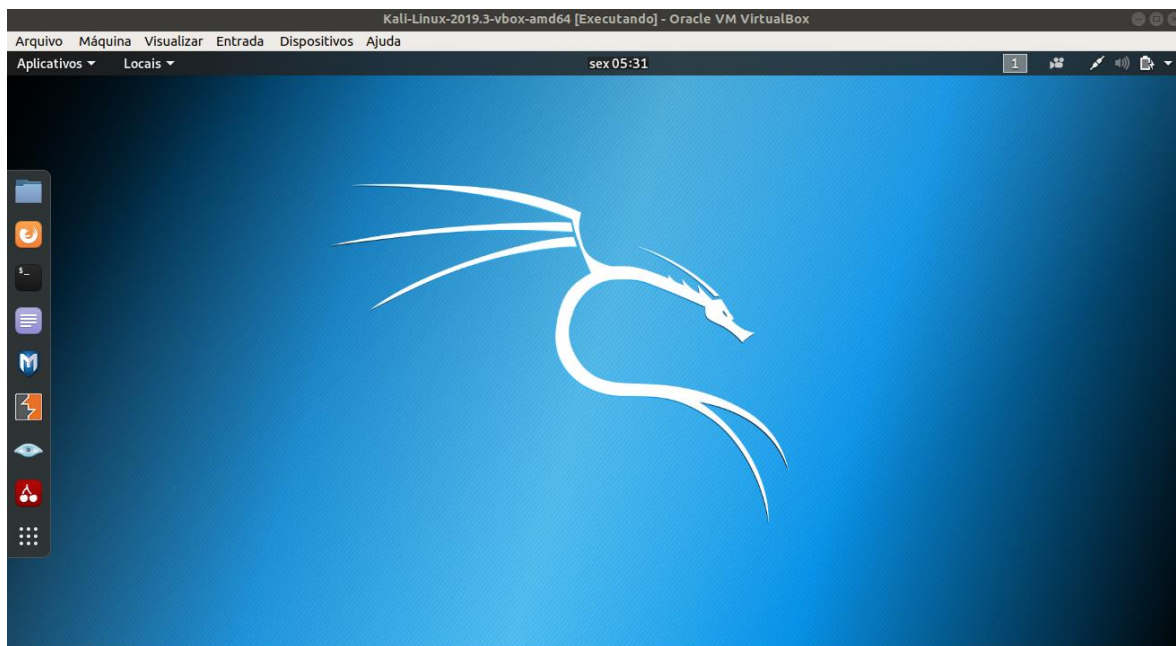 Kali-Linux-2019.3-vbox-amd64 [Executando] - Oracle VM VirtualBox
Arquivo Máquina Visualizar Entrada Dispositivos Ajuda
Aplicativos Locais sex 05:31 1
$_
M